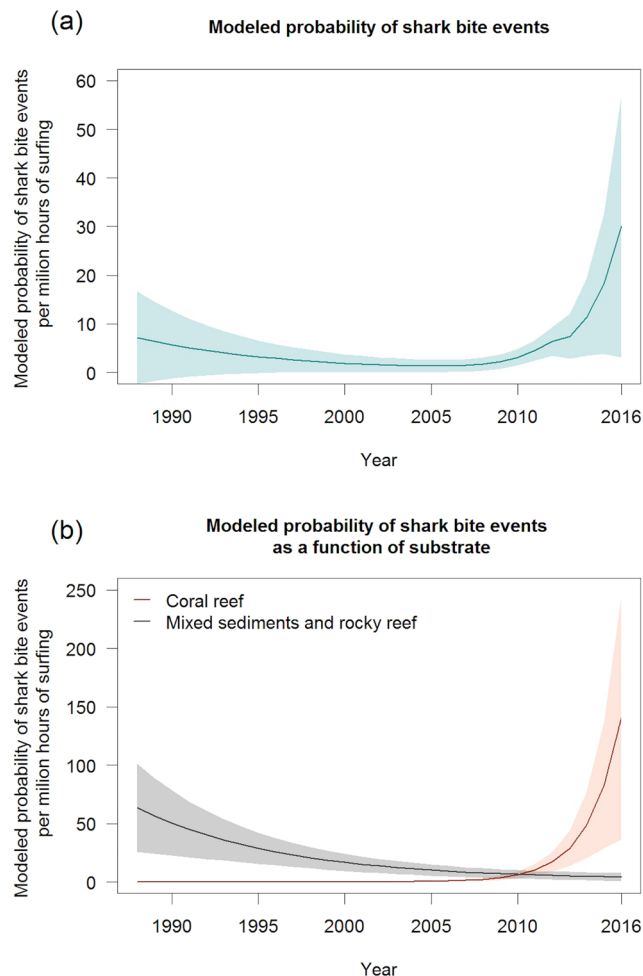 (a)
Modeled probability of shark bite events
Modeled probability of shark bite events
per milion hours of surfing
60
50
40
30
20
10
0
1990
1995
2000
2005
2010
2016
Year
(b)
Modeled probability of shark bite events
as a function of substrate
Modeled probability of shark bite events
per milion hours of surfing
250
200
150
100
50
0
Coral reef
Mixed sediments and rocky reef
1990
1995
2000
2005
2010
2016
Year